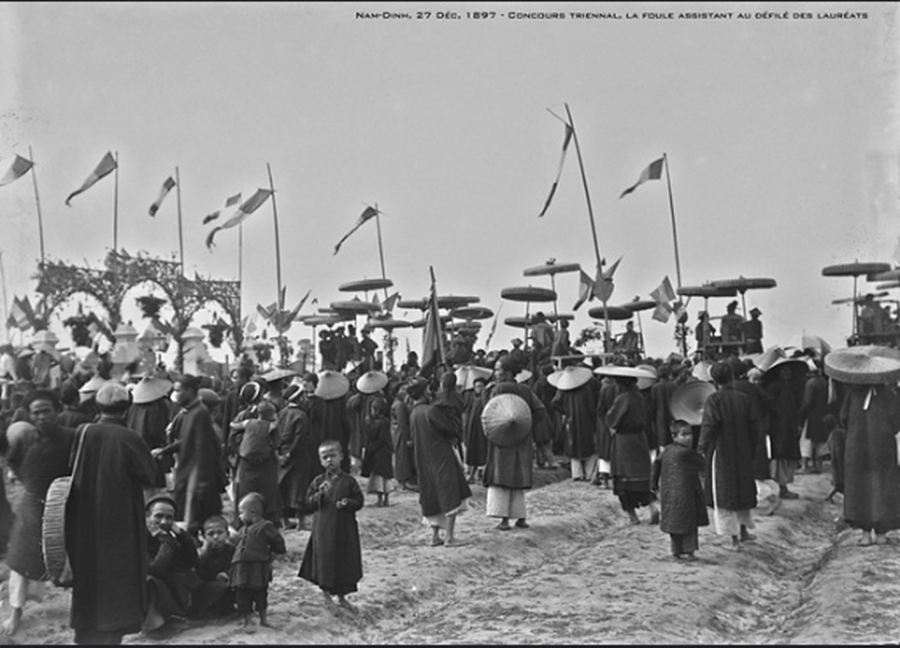 Nam-Dinh, 27 Déc, 1897 - Concours triennal, la foule assistant au défilé des lauréats